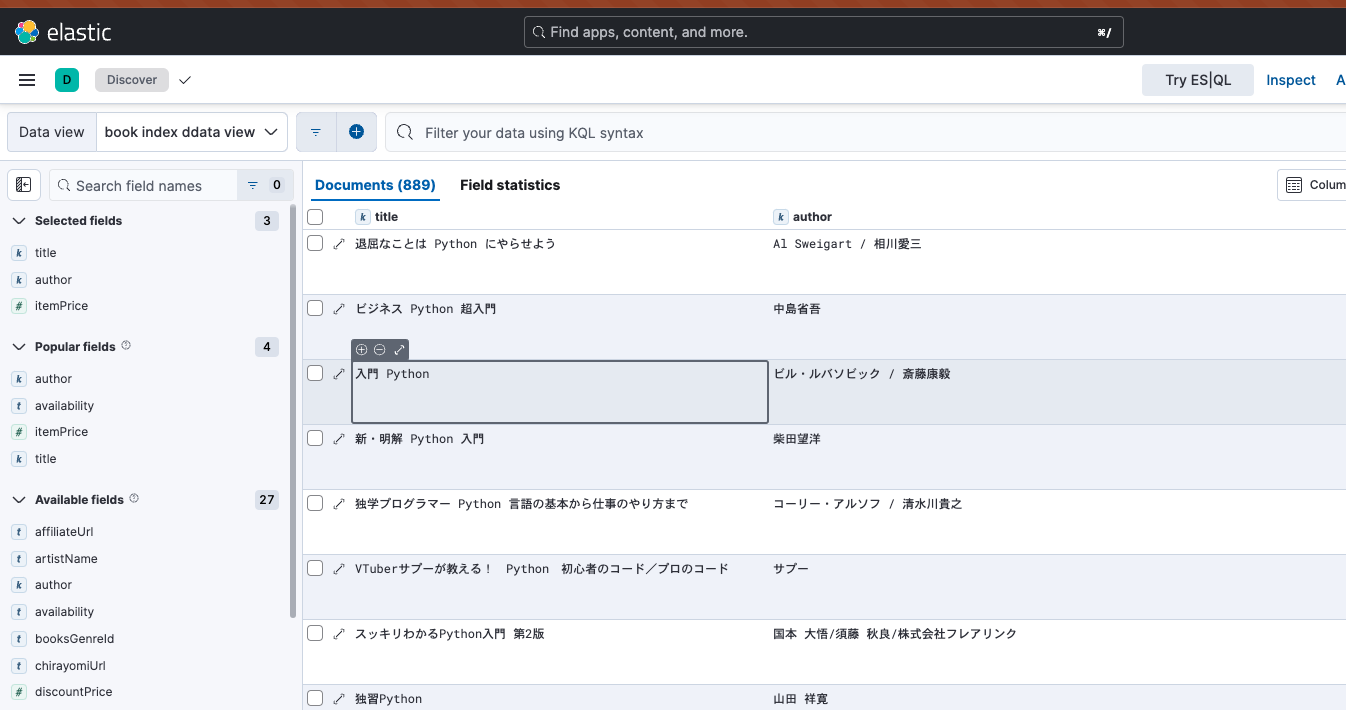 elastic
Find apps, content, and more.
⌘/
D
Discover
Try ES|QL
Inspect
A
Data view
book index ddata view
Filter your data using KQL syntax
Search field names
0
Selected fields
3
k title
k author
# itemPrice
Popular fields
4
k author
t availability
# itemPrice
k title
Available fields
27
t affiliateUrl
t artistName
k author
t availability
t booksGenreId
t chirayomiUrl
# discountPrice
Documents (889)
Field statistics
Colum
k title k author
退屈なことは Python にやらせよう Al Sweigart / 相川愛三
ビジネス Python 超入門 中島省吾
入門 Python ビル・ルバソビック / 斎藤康毅
新・明解 Python 入門 柴田望洋
独学プログラマー Python 言語の基本から仕事のやり方まで コーリー・アルソフ / 清水川貴之
VTuberサプーが教える！ Python 初心者のコード／プロのコード サプー
スッキリわかるPython入門 第2版 国本 大悟/須藤 秋良/株式会社フレアリンク
独習Python 山田 祥寛